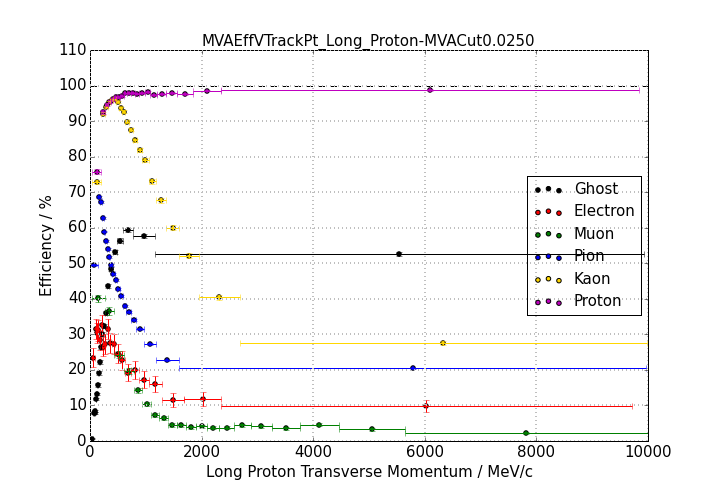 MVAEffVTrackPt_Long_Proton-MVACut0.0250
110
100
90
80
70
60
50
40
30
20
10
0
Efficiency / %
Ghost
Electron
Muon
Pion
Kaon
Proton
0 2000 4000 6000 8000 10000
Long Proton Transverse Momentum / MeV/c